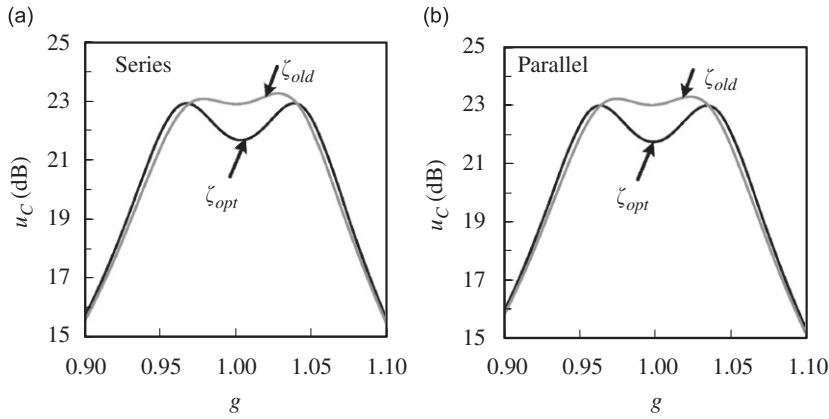 (a)
Series
ζold
ζopt
25
23
21
19
17
15
uC (dB)
0.90 0.95 1.00 1.05 1.10
g
(b)
Parallel
ζold
ζopt
25
23
21
19
17
15
uC (dB)
0.90 0.95 1.00 1.05 1.10
g